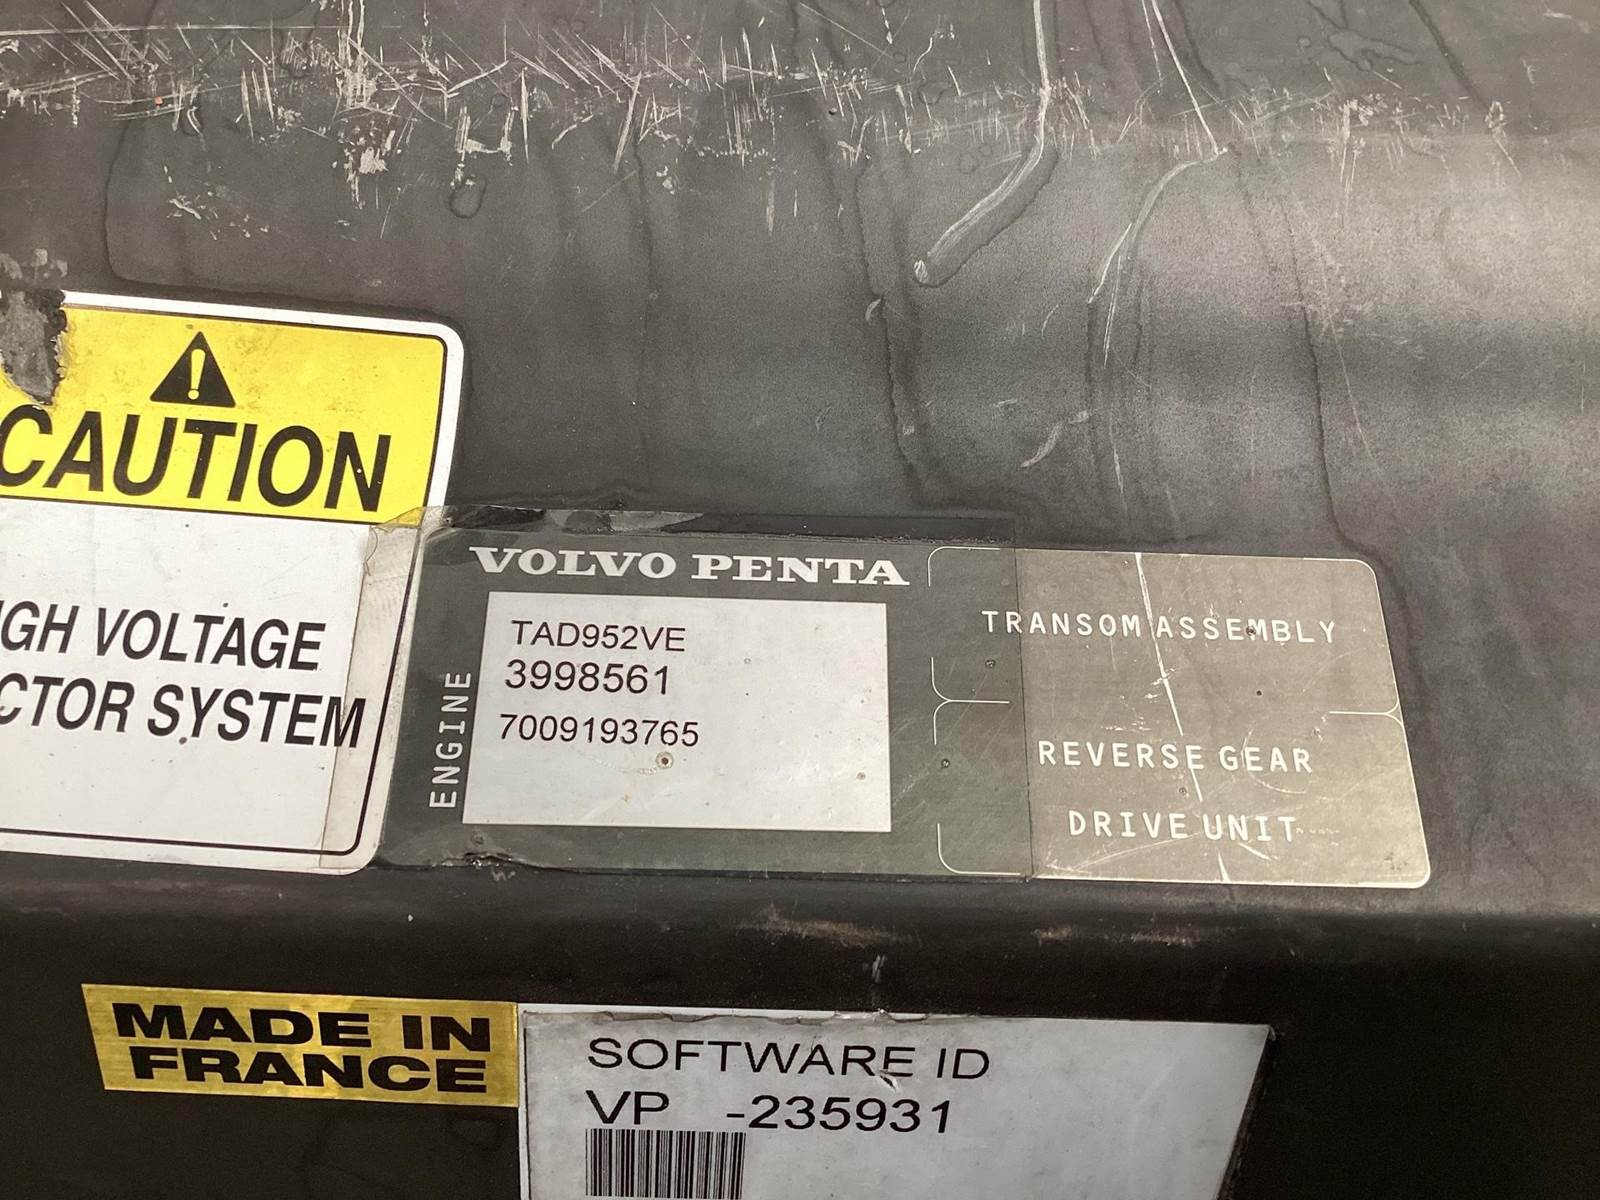 CAUTION
GH VOLTAGE
CTOR SYSTEM
VOLVO PENTA
ENGINE
TAD952VE
3998561
7009193765
TRANSOM ASSEMBLY
REVERSE GEAR
DRIVE UNIT
MADE IN
FRANCE
SOFTWARE ID
VP -235931